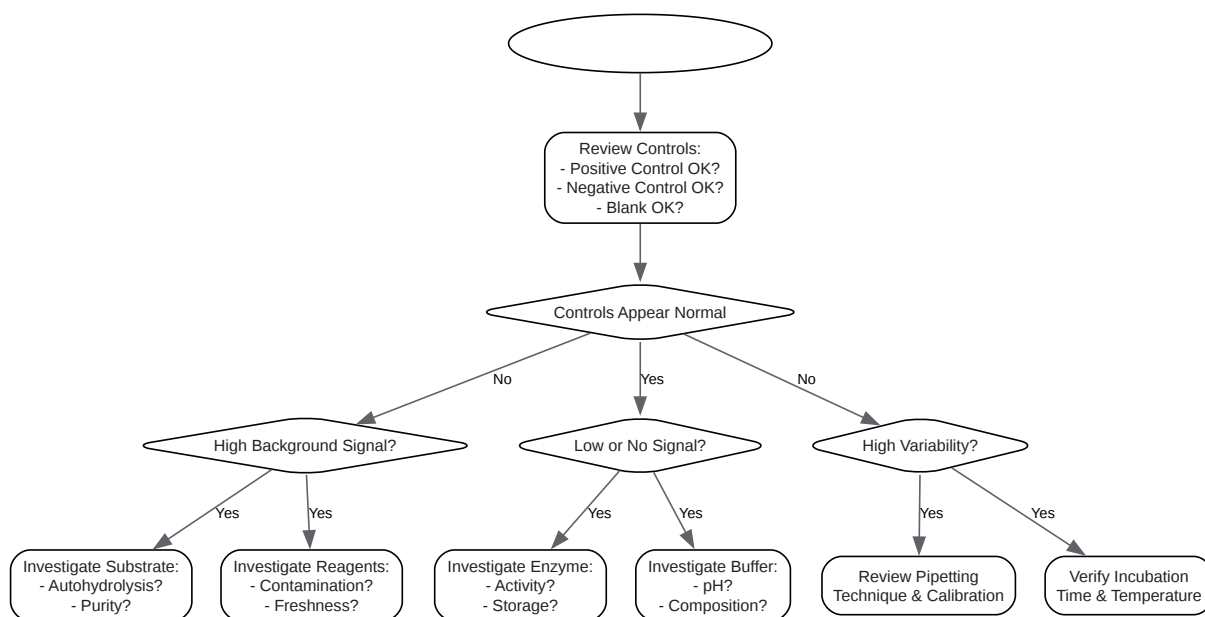 Review Controls:
- Positive Control OK?
- Negative Control OK?
- Blank OK?
Controls Appear Normal
No
Yes
No
High Background Signal?
Low or No Signal?
High Variability?
Yes
Yes
Yes
Yes
Yes
Yes
Investigate Substrate:
- Autohydrolysis?
- Purity?
Investigate Reagents:
- Contamination?
- Freshness?
Investigate Enzyme:
- Activity?
- Storage?
Investigate Buffer:
- pH?
- Composition?
Review Pipetting
Technique & Calibration
Verify Incubation
Time & Temperature